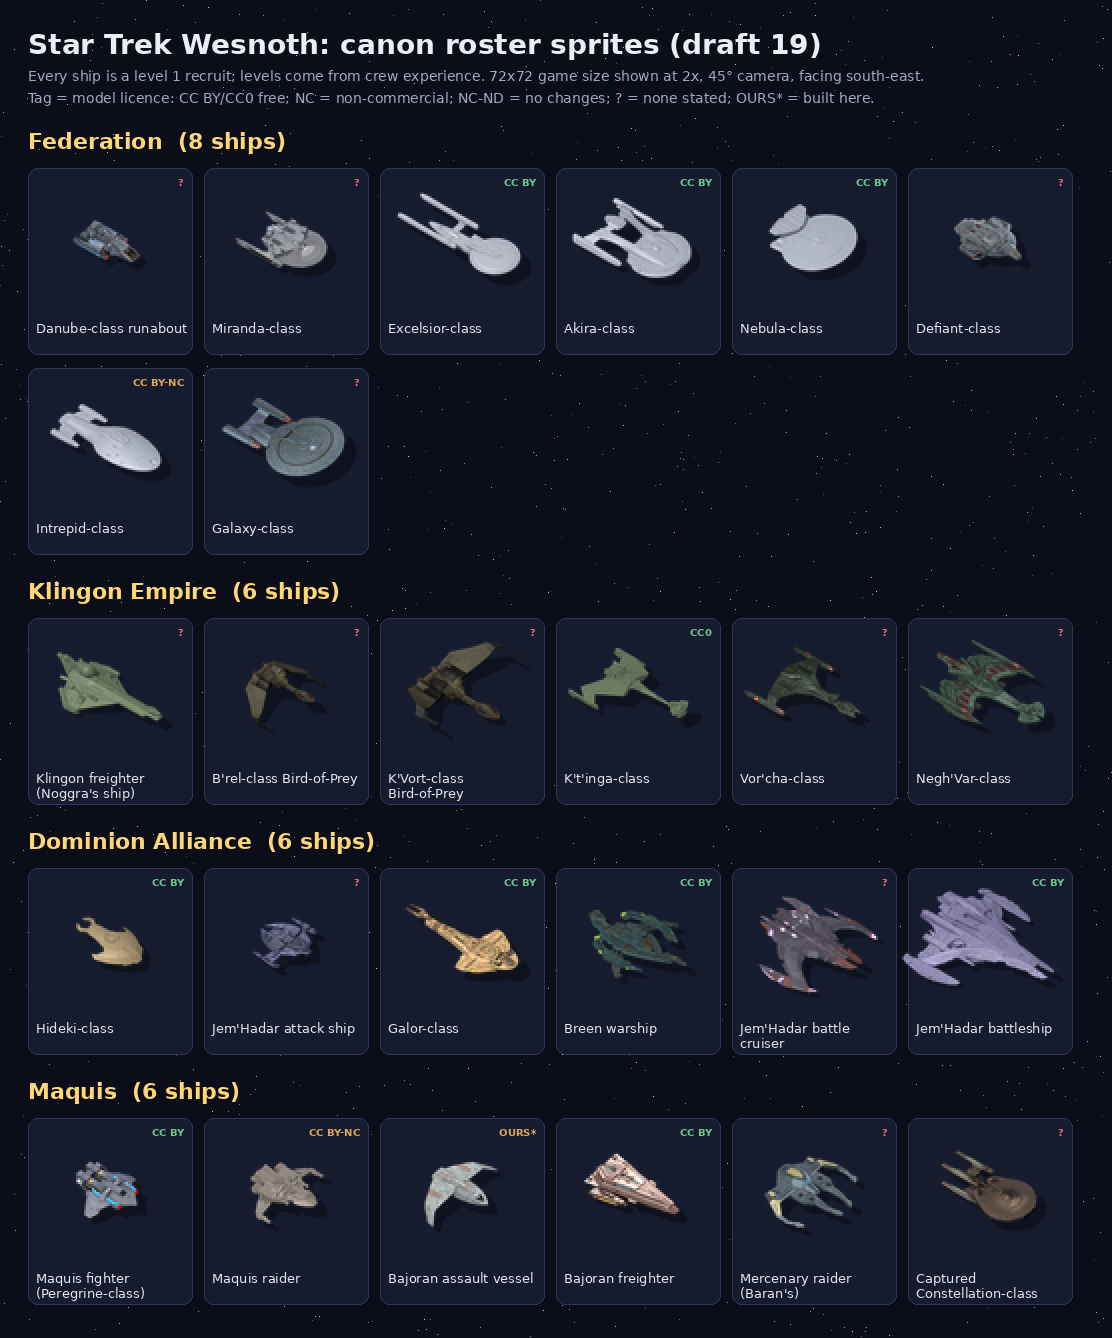 Star Trek Wesnoth: canon roster sprites (draft 19)
Every ship is a level 1 recruit; levels come from crew experience. 72x72 game size shown at 2x, 45° camera, facing south-east.
Tag = model licence: CC BY/CC0 free; NC = non-commercial; NC-ND = no changes; ? = none stated; OURS* = built here.
Federation (8 ships)
?
Danube-class runabout
?
Miranda-class
CC BY
Excelsior-class
CC BY
Akira-class
CC BY
Nebula-class
?
Defiant-class
CC BY-NC
Intrepid-class
?
Galaxy-class
Klingon Empire (6 ships)
?
Klingon freighter
(Noggra's ship)
?
B'rel-class Bird-of-Prey
?
K'Vort-class
Bird-of-Prey
CC0
K't'inga-class
?
Vor'cha-class
?
Negh'Var-class
Dominion Alliance (6 ships)
CC BY
Hideki-class
?
Jem'Hadar attack ship
CC BY
Galor-class
CC BY
Breen warship
?
Jem'Hadar battle
cruiser
CC BY
Jem'Hadar battleship
Maquis (6 ships)
CC BY
Maquis fighter
(Peregrine-class)
CC BY-NC
Maquis raider
OURS*
Bajoran assault vessel
CC BY
Bajoran freighter
?
Mercenary raider
(Baran's)
?
Captured
Constellation-class